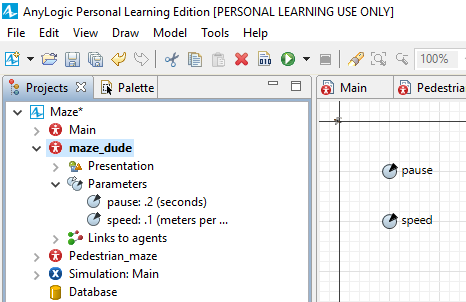 AnyLogic Personal Learning Edition [PERSONAL LEARNING USE ONLY]
File Edit View Draw Model Tools Help
100%
Projects Palette
Main
Pedestrian
Maze*
Main
maze_dude
Presentation
Parameters
pause: .2 (seconds)
speed: .1 (meters per ...
Links to agents
Pedestrian_maze
Simulation: Main
Database
pause
speed